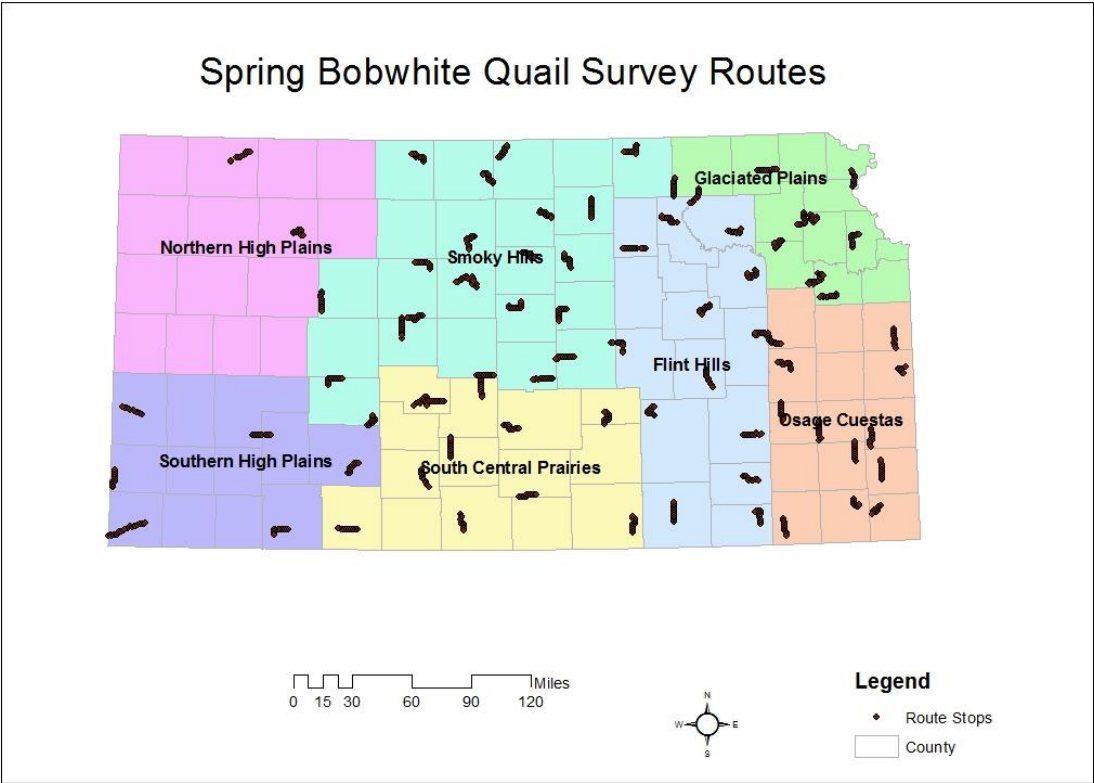 Spring Bobwhite Quail Survey Routes
Glaciated Plains
Northern High Plains
Smoky Hills
Flint Hills
Osage Cuestas
Southern High Plains
South Central Prairies
Miles
0 15 30 60 90 120
N
W E
S
Legend
Route Stops
County